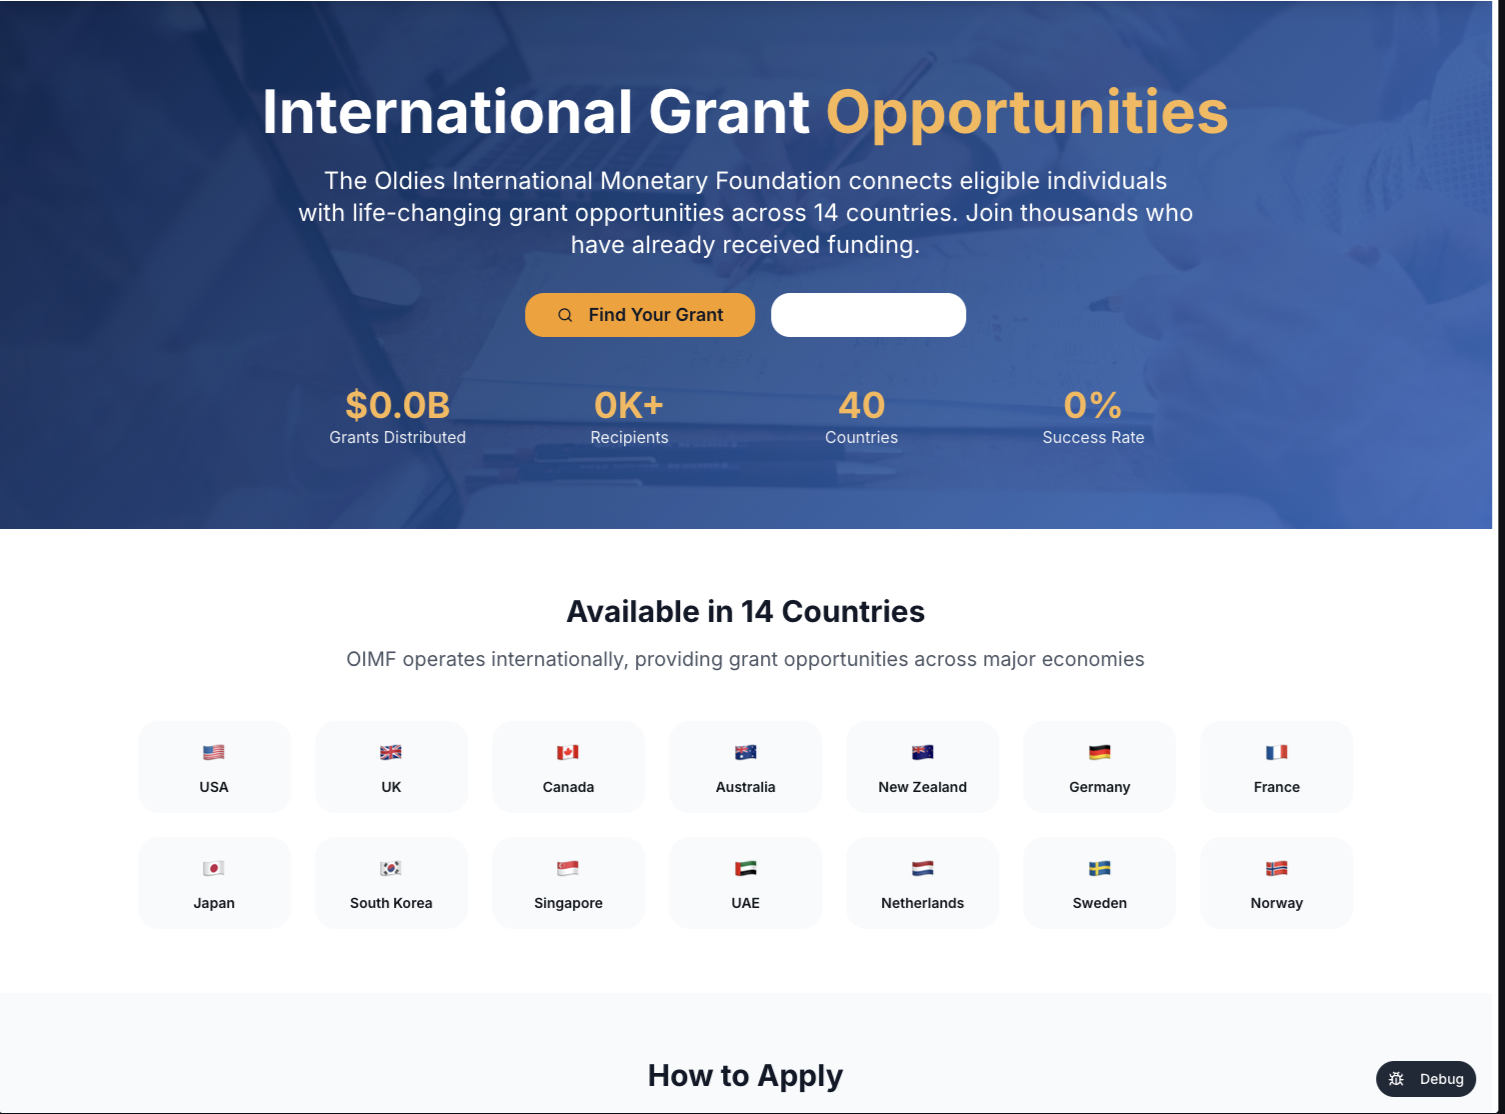 International Grant Opportunities
The Oldies International Monetary Foundation connects eligible individuals
with life-changing grant opportunities across 14 countries. Join thousands who
have already received funding.
Find Your Grant
$0.0B
Grants Distributed
0K+
Recipients
40
Countries
0%
Success Rate
Available in 14 Countries
OIMF operates internationally, providing grant opportunities across major economies
USA
UK
Canada
Australia
New Zealand
Germany
France
Japan
South Korea
Singapore
UAE
Netherlands
Sweden
Norway
How to Apply
Debug